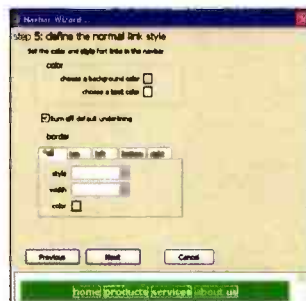 Navbar Wizard...
step 5: define the normal link style
Set the color and style for links in the navbar
color
choose a background color
choose a text color
turn off default underlining
border
all top left bottom right
style
width
color
Previous Next Cancel
home products services about us